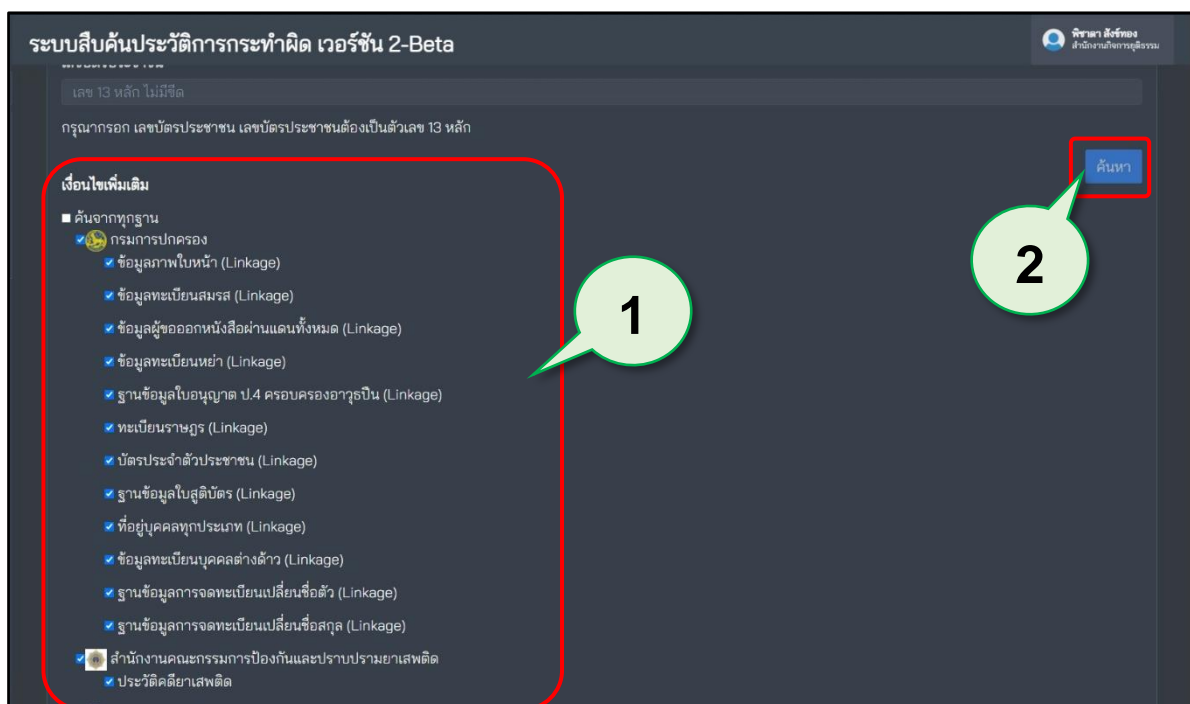 ระบบสืบค้นประวัติการกระทำผิด เวอร์ชัน 2-Beta
พิชาดา สังข์ทอง
สำนักงานกิจการยุติธรรม
เลขบัตรประชาชน
เลข 13 หลัก ไม่มีขีด
กรุณากรอก เลขบัตรประชาชน เลขบัตรประชาชนต้องเป็นตัวเลข 13 หลัก
ค้นหา
เงื่อนไขเพิ่มเติม
ค้นจากทุกฐาน
กรมการปกครอง
ข้อมูลภาพใบหน้า (Linkage)
ข้อมูลทะเบียนสมรส (Linkage)
ข้อมูลผู้ขอออกหนังสือผ่านแดนทั้งหมด (Linkage)
ข้อมูลทะเบียนหย่า (Linkage)
ฐานข้อมูลใบอนุญาต ป.4 ครอบครองอาวุธปืน (Linkage)
ทะเบียนราษฎร (Linkage)
บัตรประจำตัวประชาชน (Linkage)
ฐานข้อมูลใบสูติบัตร (Linkage)
ที่อยู่บุคคลทุกประเภท (Linkage)
ข้อมูลทะเบียนบุคคลต่างด้าว (Linkage)
ฐานข้อมูลการจดทะเบียนเปลี่ยนชื่อตัว (Linkage)
ฐานข้อมูลการจดทะเบียนเปลี่ยนชื่อสกุล (Linkage)
สำนักงานคณะกรรมการป้องกันและปราบปรามยาเสพติด
ประวัติคดียาเสพติด
1
2